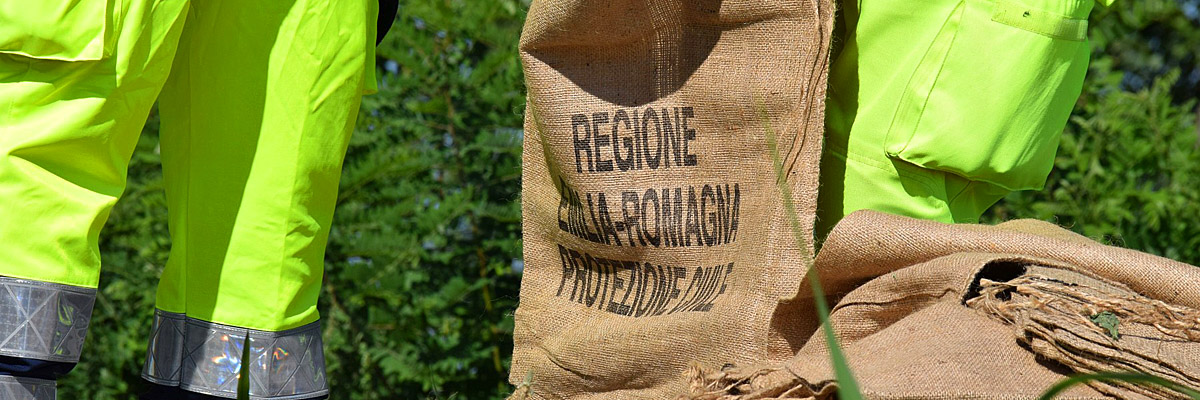 REGIONE
EMILIA-ROMAGNA
PROTEZIONE CIVILE